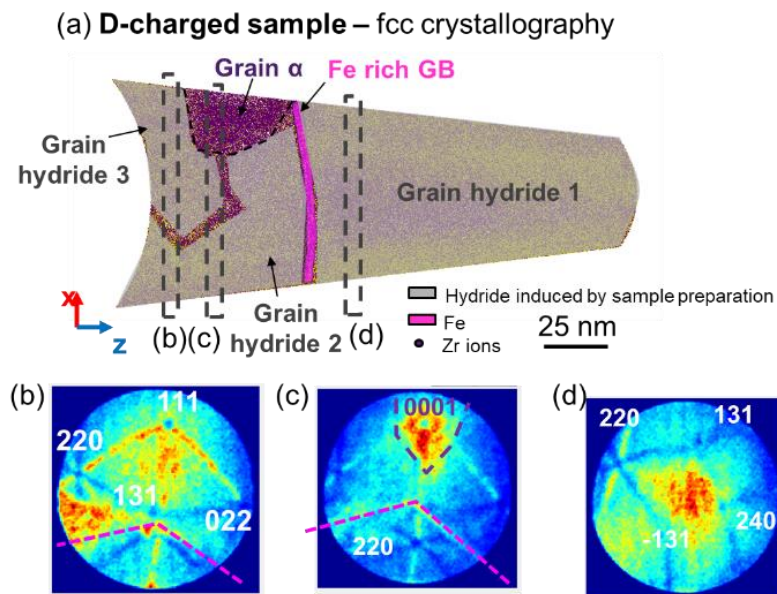 (a) D-charged sample – fcc crystallography
Grain α
Fe rich GB
Grain
hydride 3
Grain hydride 1
Hydride induced by sample preparation
Fe
Zr ions
25 nm
x
z
(b)
(c)
Grain
hydride 2
(d)
(b)
111
220
131
022
(c)
0001
220
(d)
220
131
-131
240